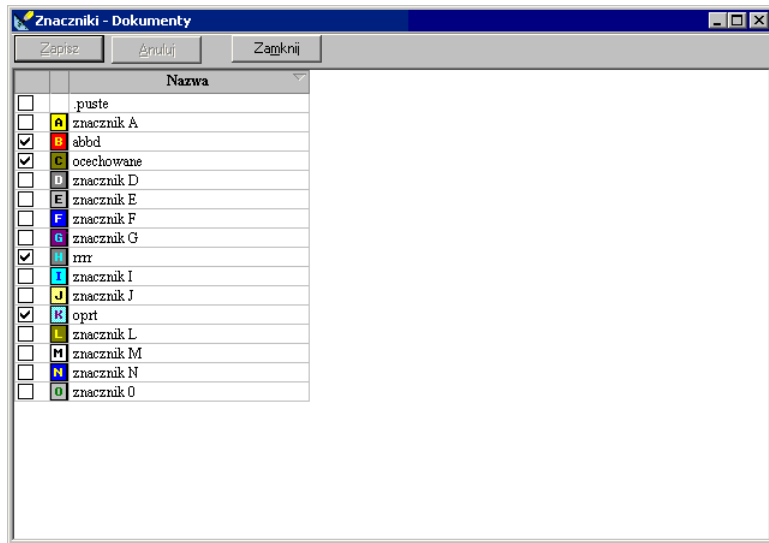 Znaczniki - Dokumenty
Zapisz Anuluj Zamknij
Nazwa
.puste
A znacznik A
B abbd
C ocechowane
D znacznik D
E znacznik E
F znacznik F
G znacznik G
H rrrr
I znacznik I
J znacznik J
K oprt
L znacznik L
M znacznik M
N znacznik N
O znacznik 0